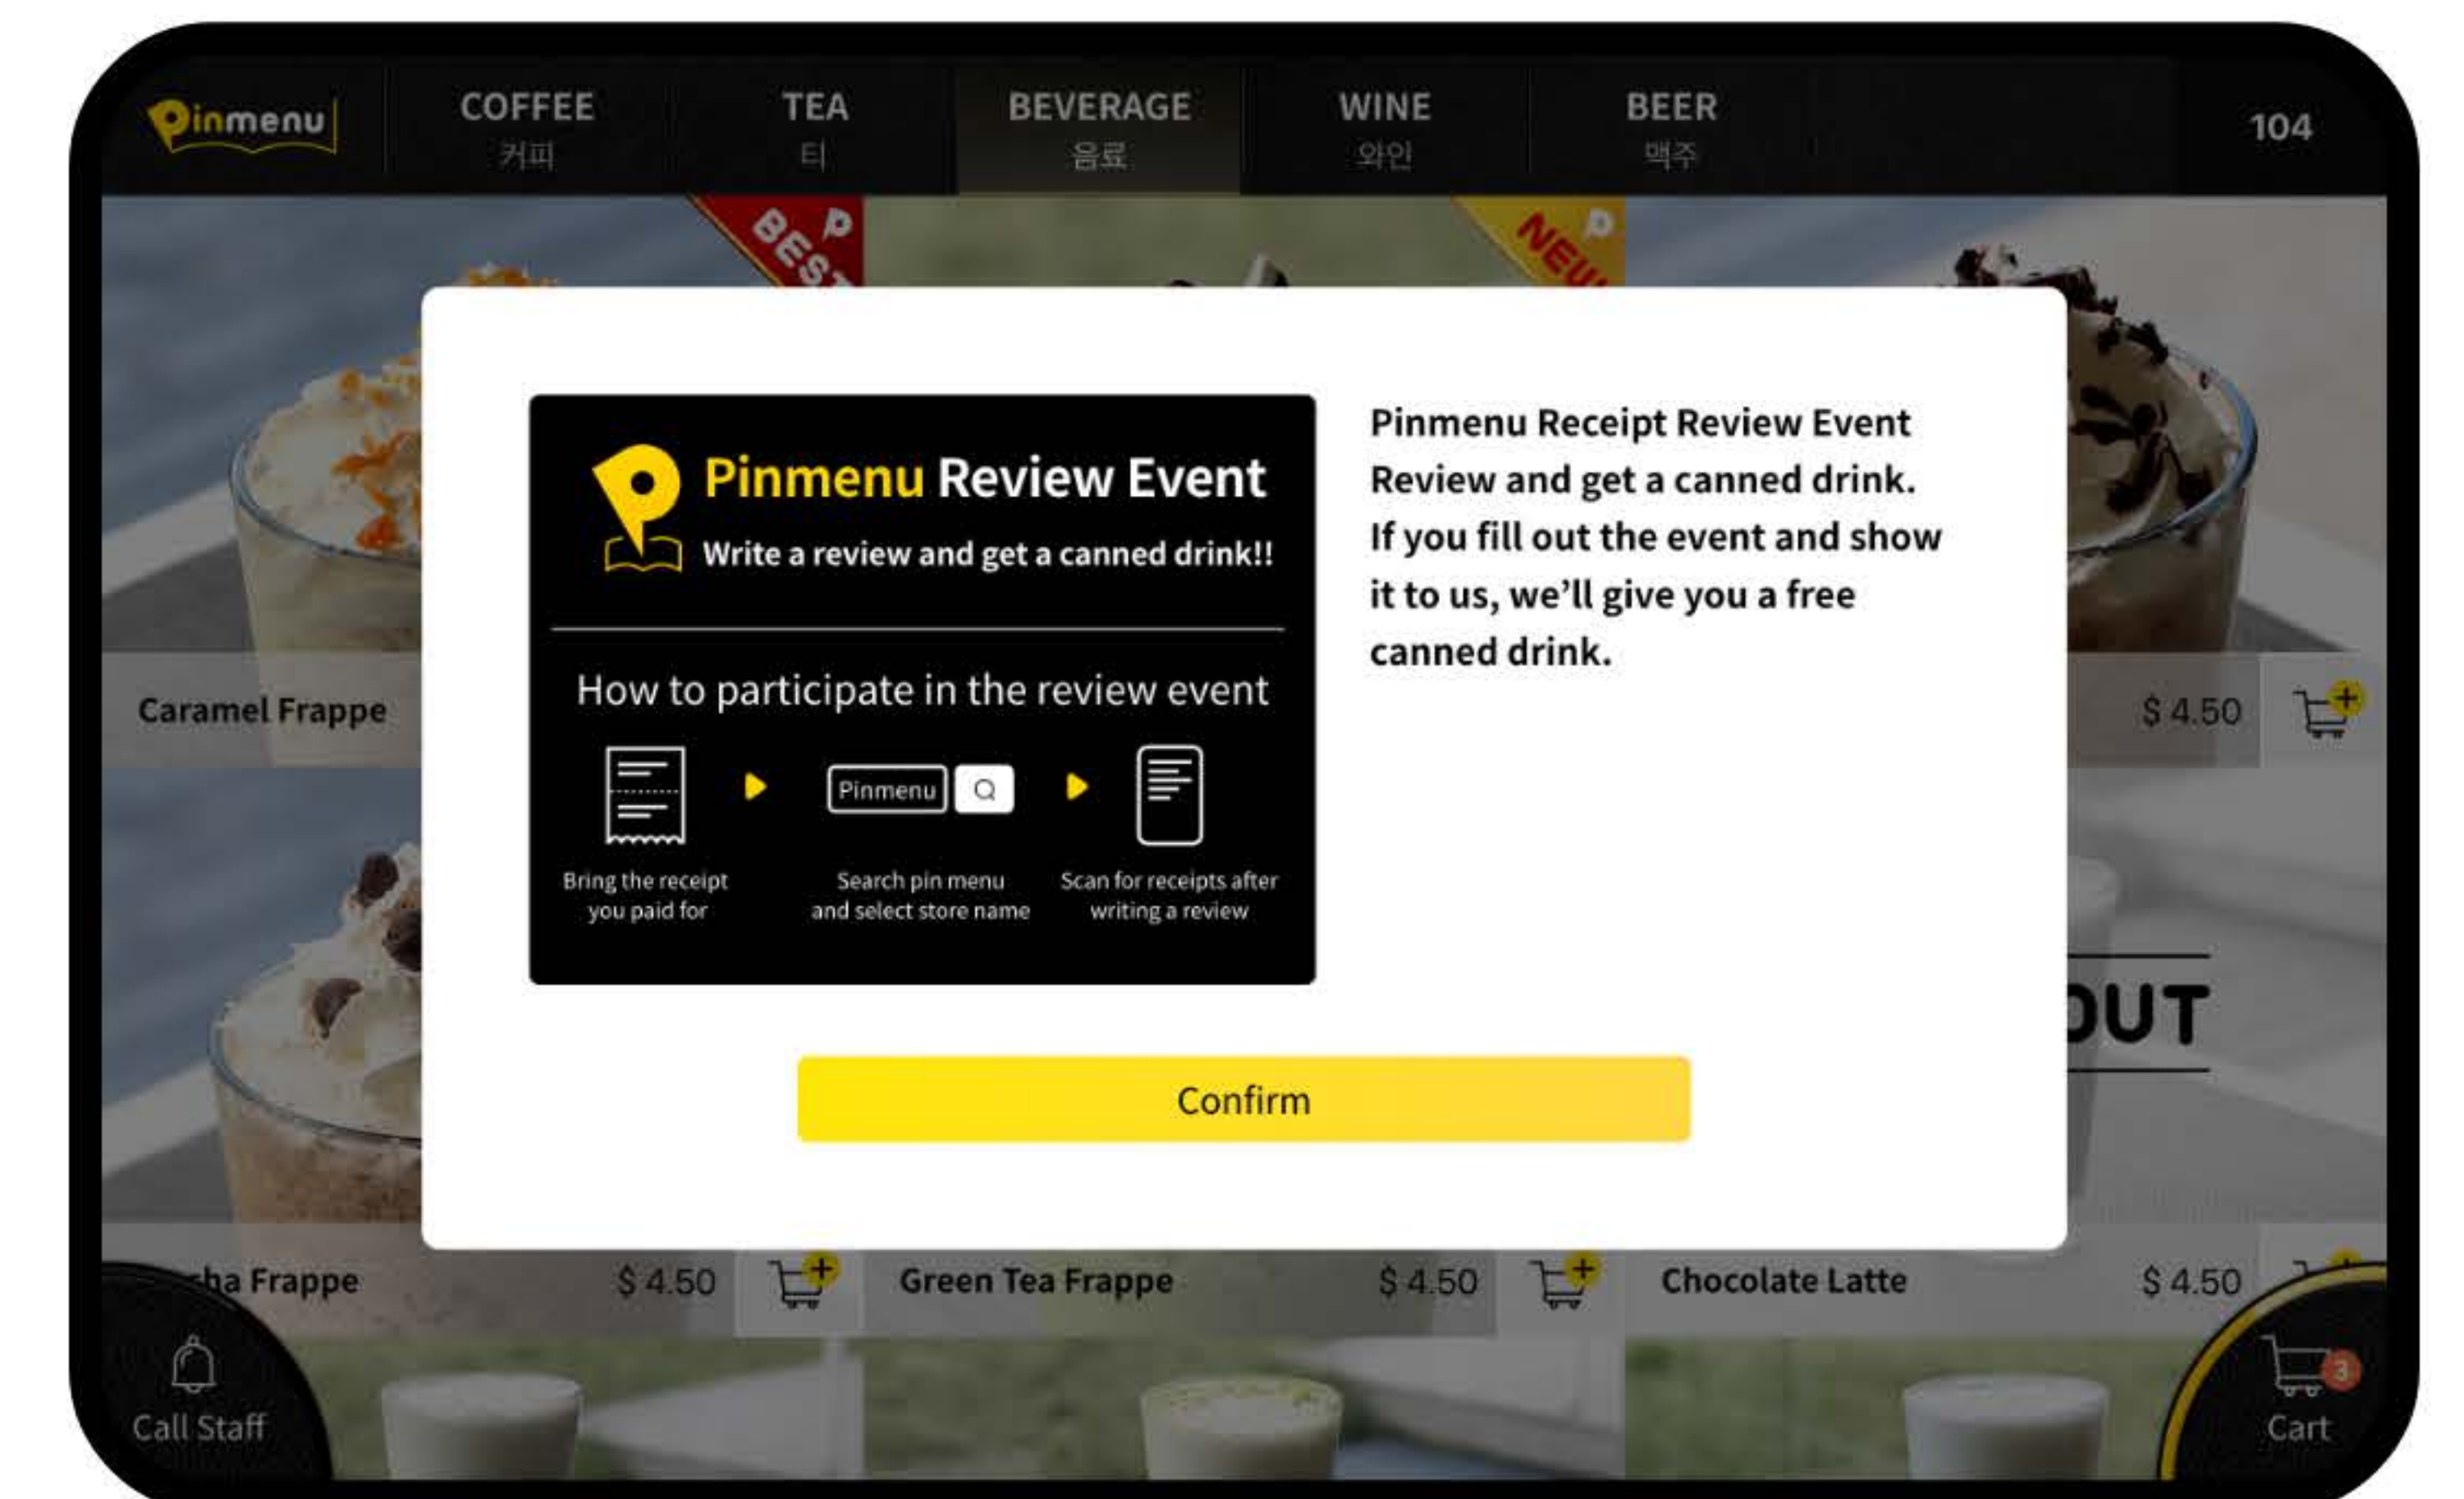 Pinmenu
COFFEE
커피
TEA
티
BEVERAGE
음료
WINE
와인
BEER
맥주
104
BEST
NEW
Pinmenu Review Event
Write a review and get a canned drink!!
How to participate in the review event
Pinmenu
Bring the receipt
you paid for
Search pin menu
and select store name
Scan for receipts after
writing a review
Pinmenu Receipt Review Event
Review and get a canned drink.
If you fill out the event and show
it to us, we’ll give you a free
canned drink.
Confirm
Caramel Frappe
$ 4.50
OUT
Frappe
$ 4.50
Green Tea Frappe
$ 4.50
Chocolate Latte
$ 4.50
Call Staff
3
Cart